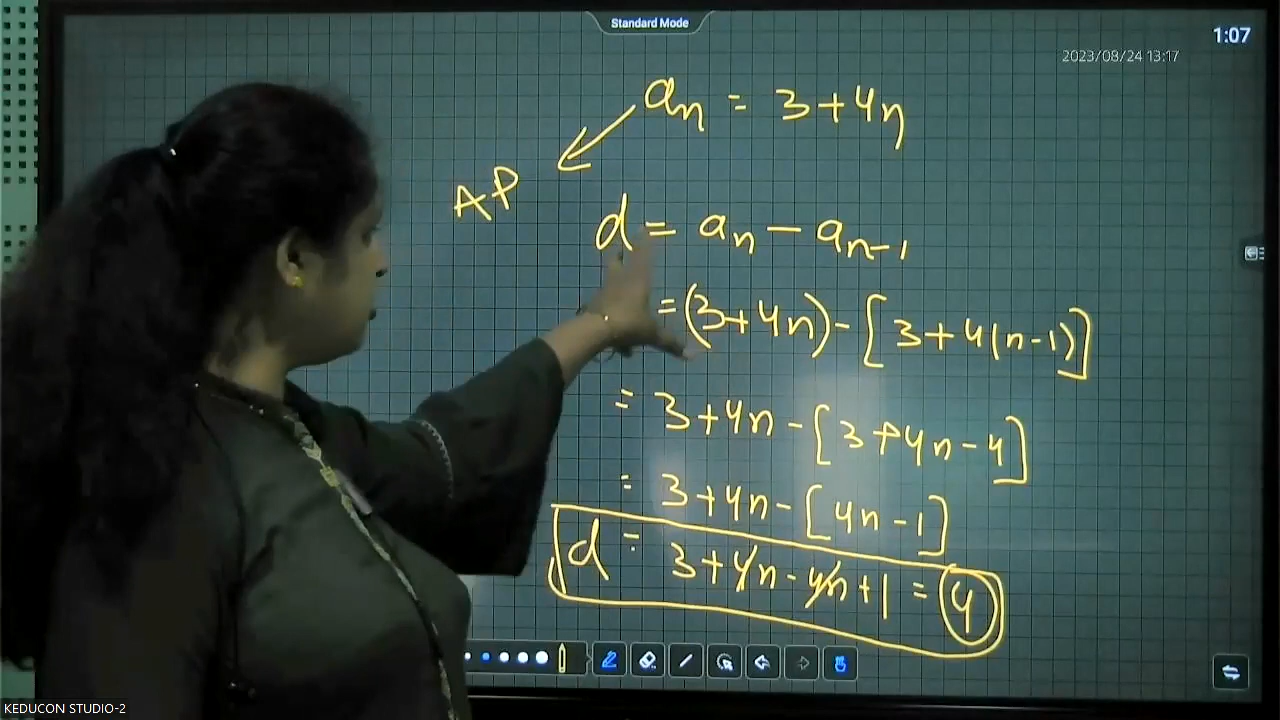 Standard Mode
1:07
2023/08/24 13:17
aₙ = 3+4n
AP
d = aₙ - aₙ₋₁
= (3+4n) - [3+4(n-1)]
= 3+4n - [3+4n-4]
= 3+4n - [4n-1]
d = 3+4n-4n+1 = 4
KEDUCON STUDIO-2